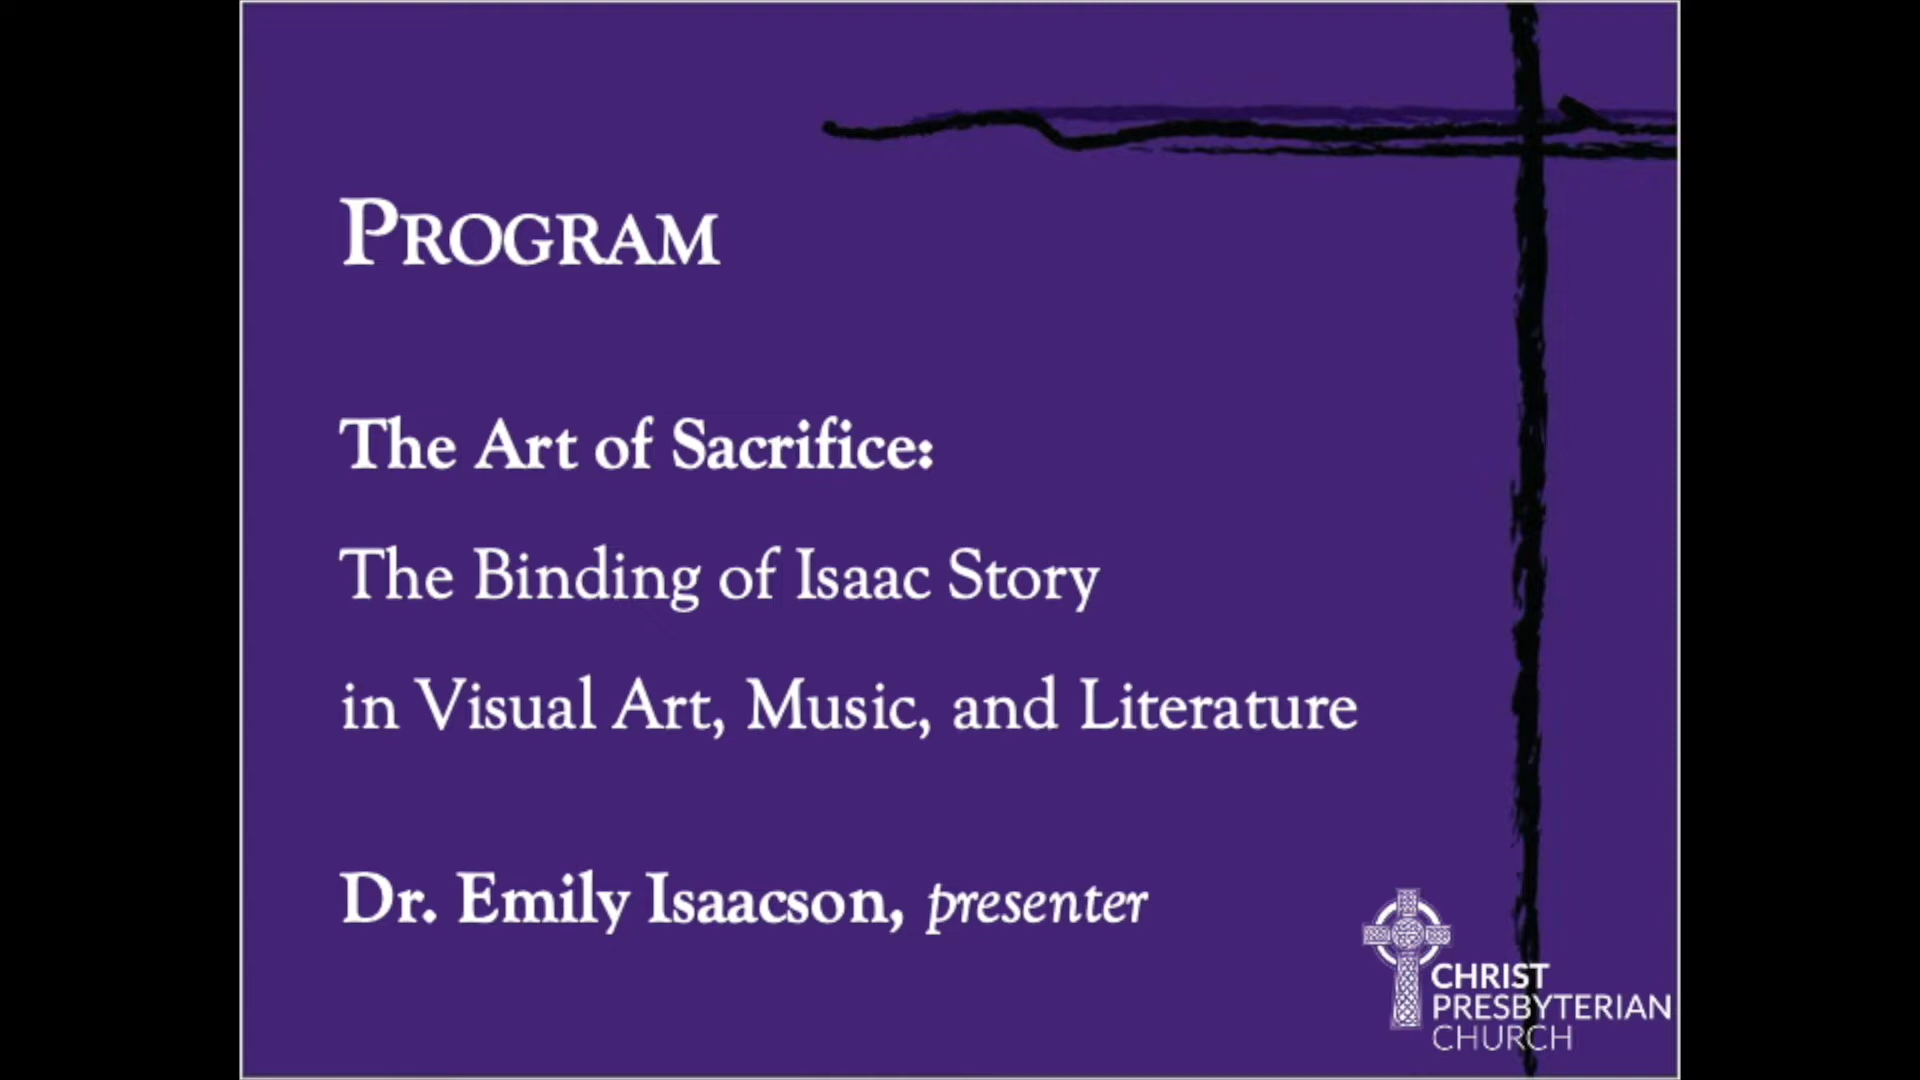 PROGRAM
The Art of Sacrifice:
The Binding of Isaac Story
in Visual Art, Music, and Literature
Dr. Emily Isaacson, presenter
CHRIST
PRESBYTERIAN
CHURCH